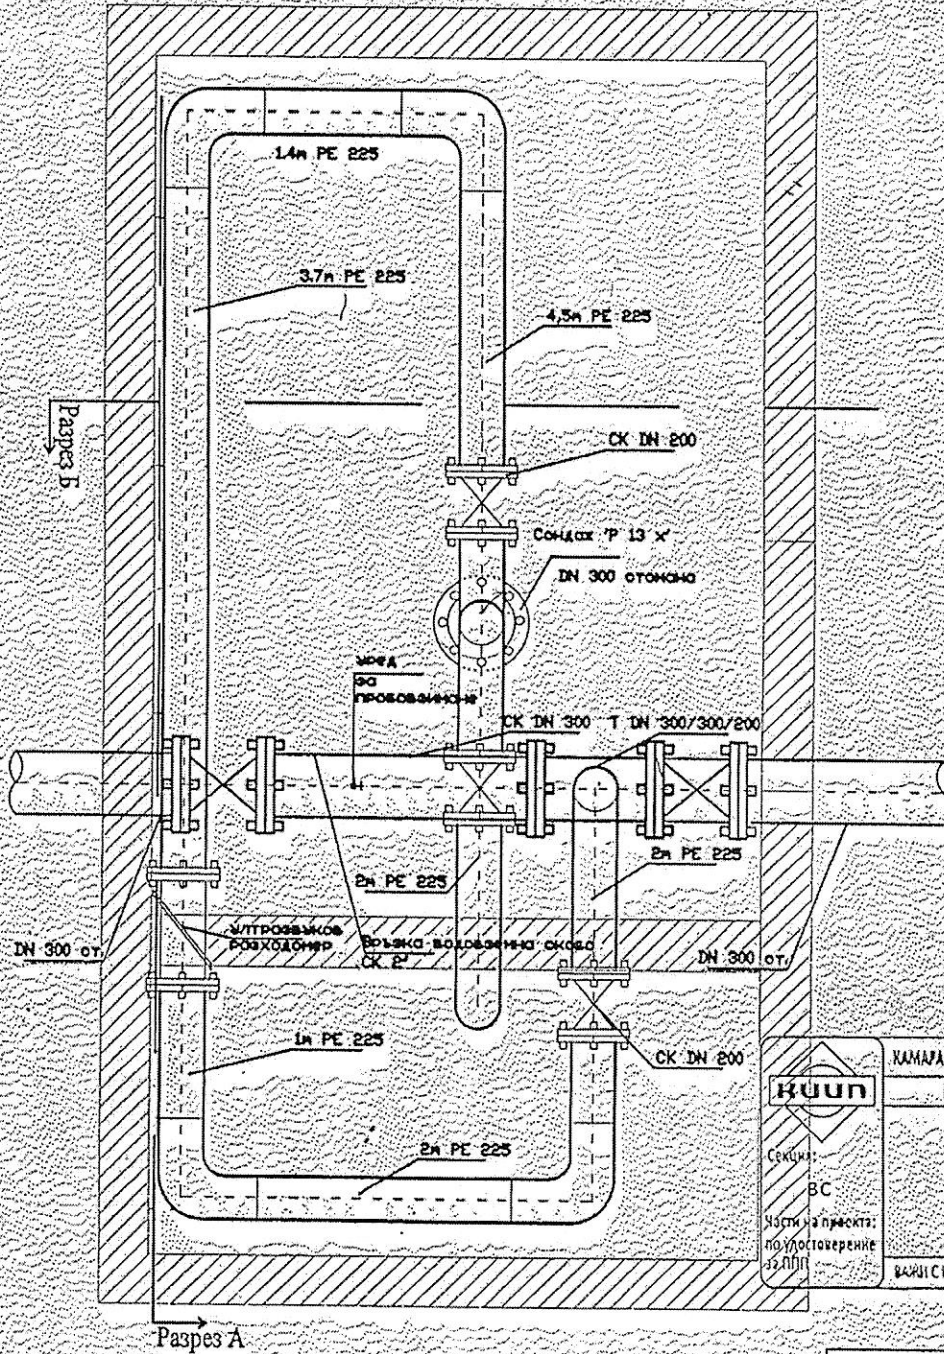 1.4м PE 225
3.7м PE 225
4,5м PE 225
Разрез Б
СК DN 200
Сондаж 'Р 13 х'
DN 300 стомана
уред
за
пробовзимане
СК DN 300
Т DN 300/300/200
2м PE 225
2м PE 225
ултразвуков
разходомер
Връзка водовземна скоба
СК 2"
DN 300 ст.
DN 300 ст.
1м PE 225
СК DN 200
2м PE 225
КАМАРА
КИИП
Секция:
ВС
Части на проекта:
по удостоверение
за ППП
Разрез А